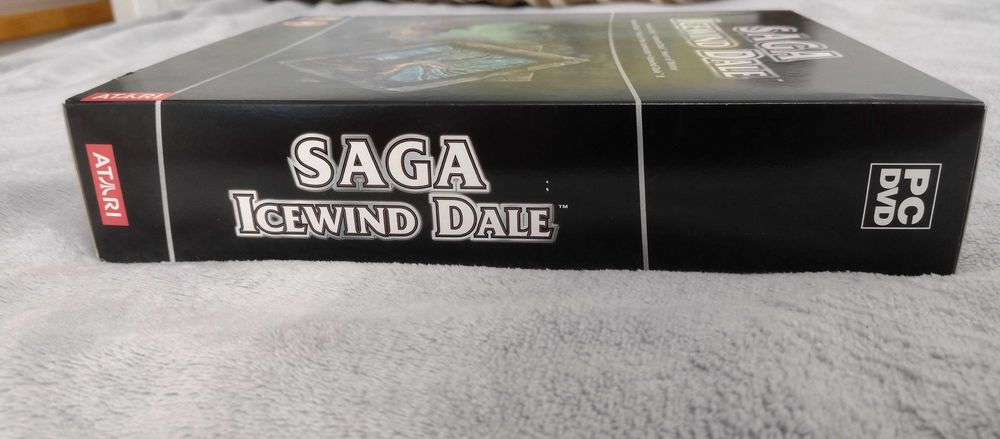 SAGA
ICEWIND DALE
ATARI
SAGA
ICEWIND DALE™
ATARI
PC
DVD